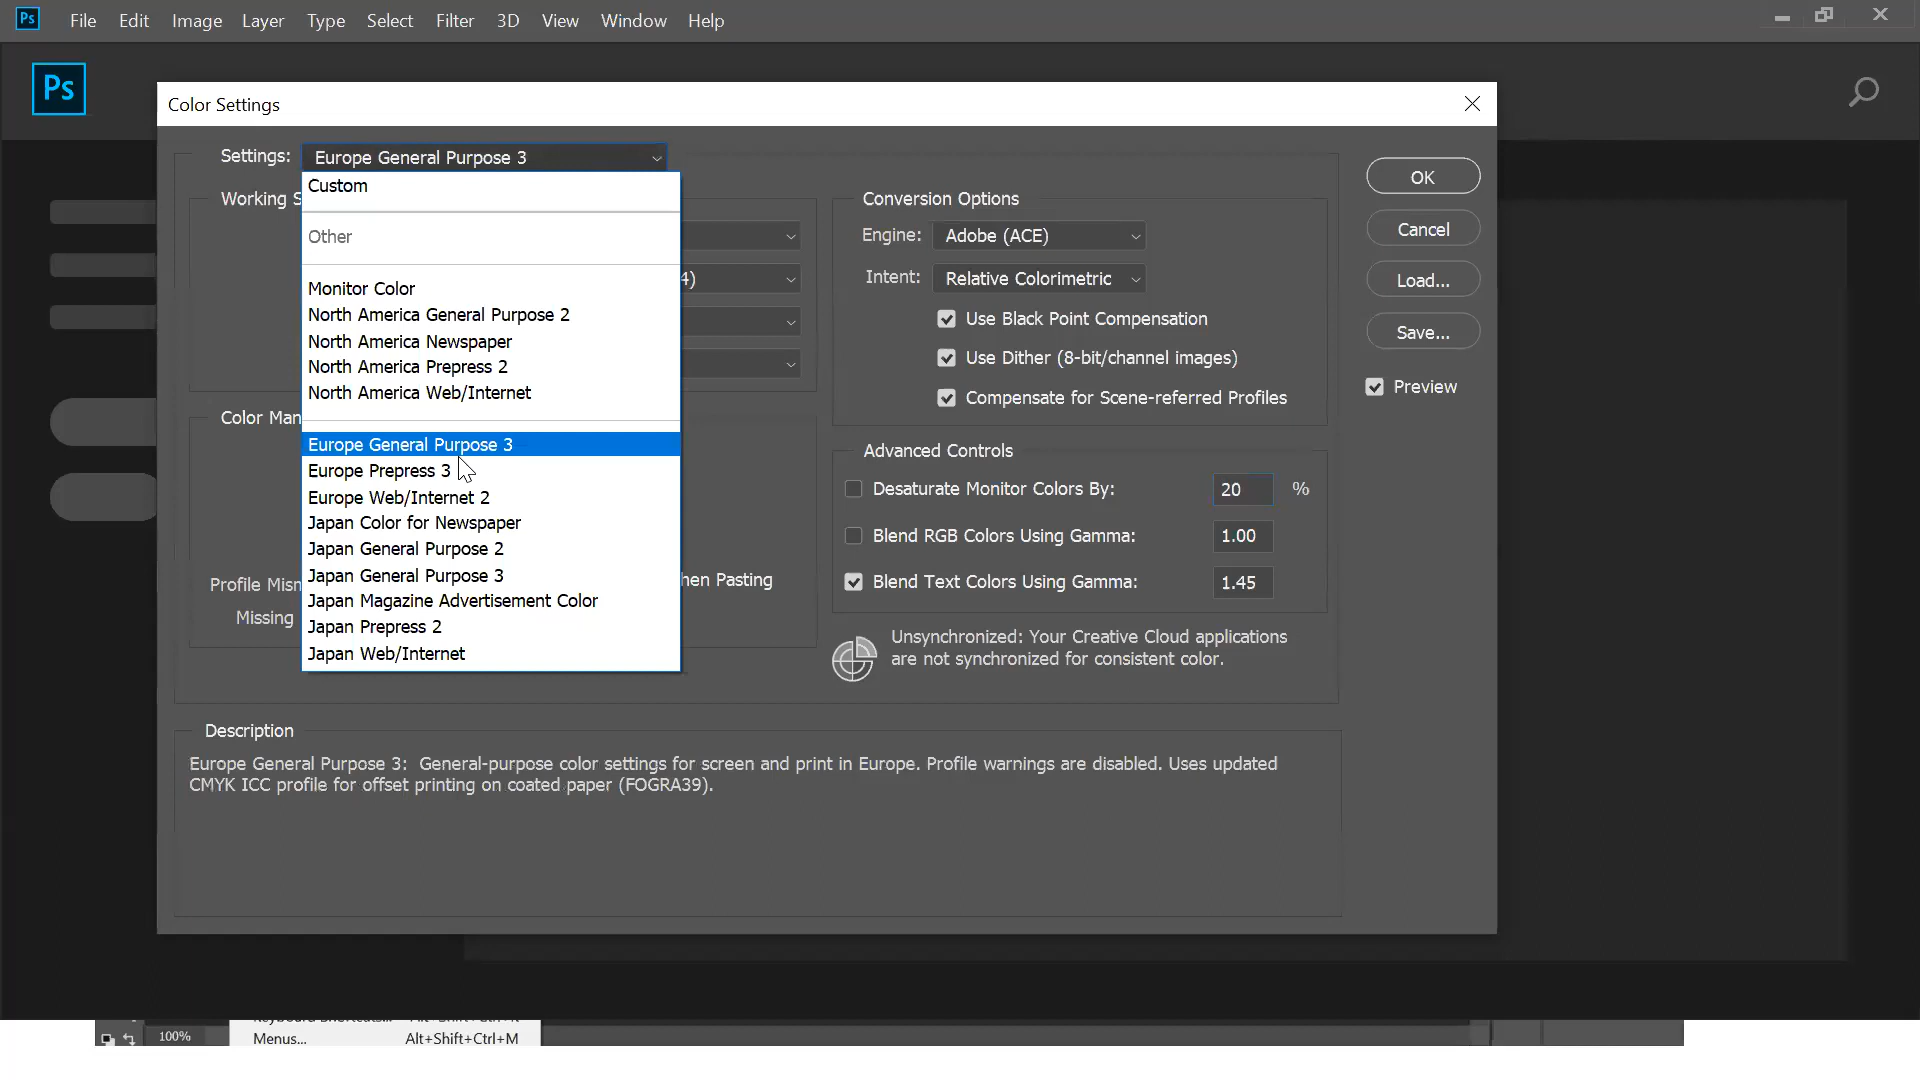 Ps File Edit Image Layer Type Select Filter 3D View Window Help
Ps
Color Settings
Settings: Europe General Purpose 3
Custom
Other
Monitor Color
North America General Purpose 2
North America Newspaper
North America Prepress 2
North America Web/Internet
Europe General Purpose 3
Europe Prepress 3
Europe Web/Internet 2
Japan Color for Newspaper
Japan General Purpose 2
Japan General Purpose 3
Japan Magazine Advertisement Color
Japan Prepress 2
Japan Web/Internet
Working S
4)
Color Man
Profile Mism
hen Pasting
Missing
Conversion Options
Engine: Adobe (ACE)
Intent: Relative Colorimetric
Use Black Point Compensation
Use Dither (8-bit/channel images)
Compensate for Scene-referred Profiles
Advanced Controls
Desaturate Monitor Colors By: 20 %
Blend RGB Colors Using Gamma: 1.00
Blend Text Colors Using Gamma: 1.45
Unsynchronized: Your Creative Cloud applications
are not synchronized for consistent color.
OK
Cancel
Load...
Save...
Preview
Description
Europe General Purpose 3: General-purpose color settings for screen and print in Europe. Profile warnings are disabled. Uses updated
CMYK ICC profile for offset printing on coated paper (FOGRA39).
100%
Menus... Alt+Shift+Ctrl+M